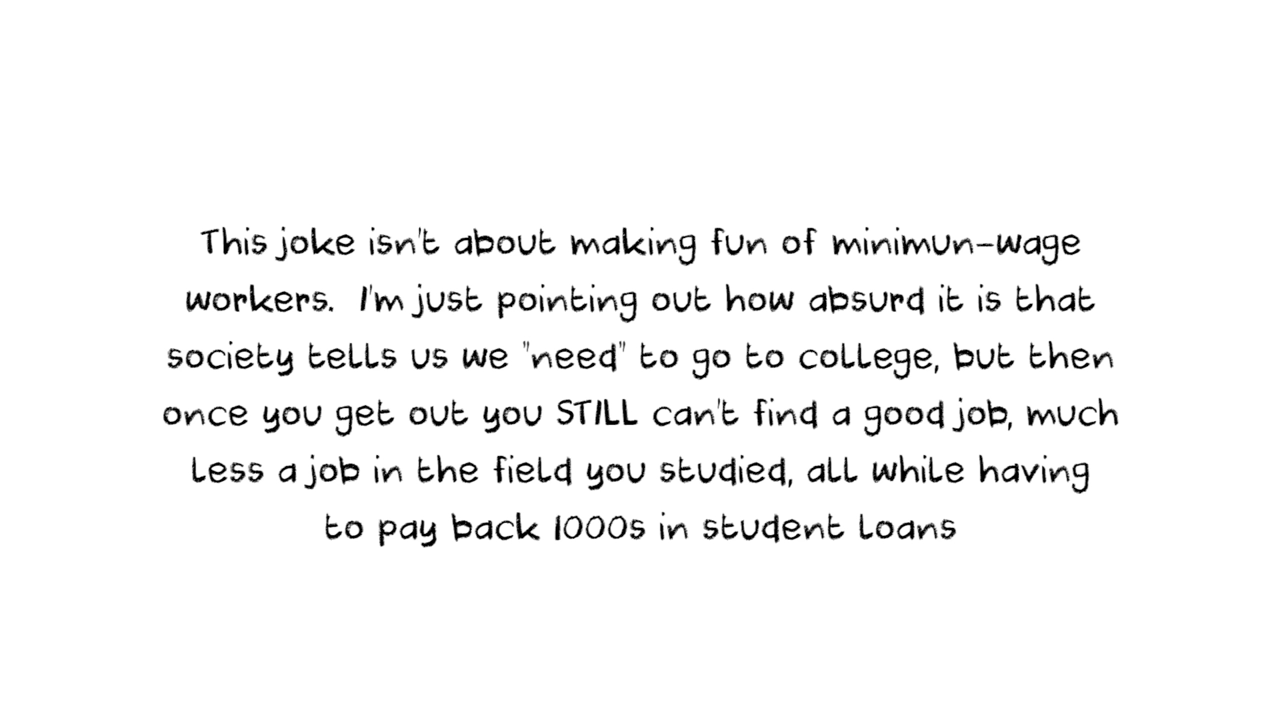 This joke isn't about making fun of minimun-wage
workers.  I'm just pointing out how absurd it is that
society tells us we "need" to go to college, but then
once you get out you STILL can't find a good job, much
less a job in the field you studied, all while having
to pay back 1000s in student loans